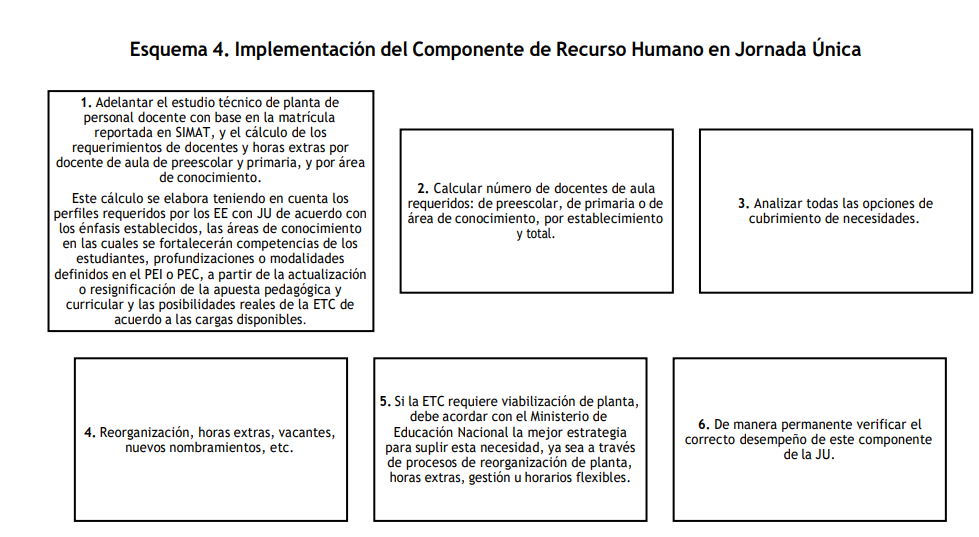 Esquema 4. Implementación del Componente de Recurso Humano en Jornada Única
1. Adelantar el estudio técnico de planta de
personal docente con base en la matrícula
reportada en SIMAT, y el cálculo de los
requerimientos de docentes y horas extras por
docente de aula de preescolar y primaria, y por área
de conocimiento.
Este cálculo se elabora teniendo en cuenta los
perfiles requeridos por los EE con JU de acuerdo con
los énfasis establecidos, las áreas de conocimiento
en las cuales se fortalecerán competencias de los
estudiantes, profundizaciones o modalidades
definidos en el PEI o PEC, a partir de la actualización
o resignificación de la apuesta pedagógica y
curricular y las posibilidades reales de la ETC de
acuerdo a las cargas disponibles.
2. Calcular número de docentes de aula
requeridos: de preescolar, de primaria o de
área de conocimiento, por establecimiento
y total.
3. Analizar todas las opciones de
cubrimiento de necesidades.
4. Reorganización, horas extras, vacantes,
nuevos nombramientos, etc.
5. Si la ETC requiere viabilización de planta,
debe acordar con el Ministerio de
Educación Nacional la mejor estrategia
para suplir esta necesidad, ya sea a través
de procesos de reorganización de planta,
horas extras, gestión u horarios flexibles.
6. De manera permanente verificar el
correcto desempeño de este componente
de la JU.